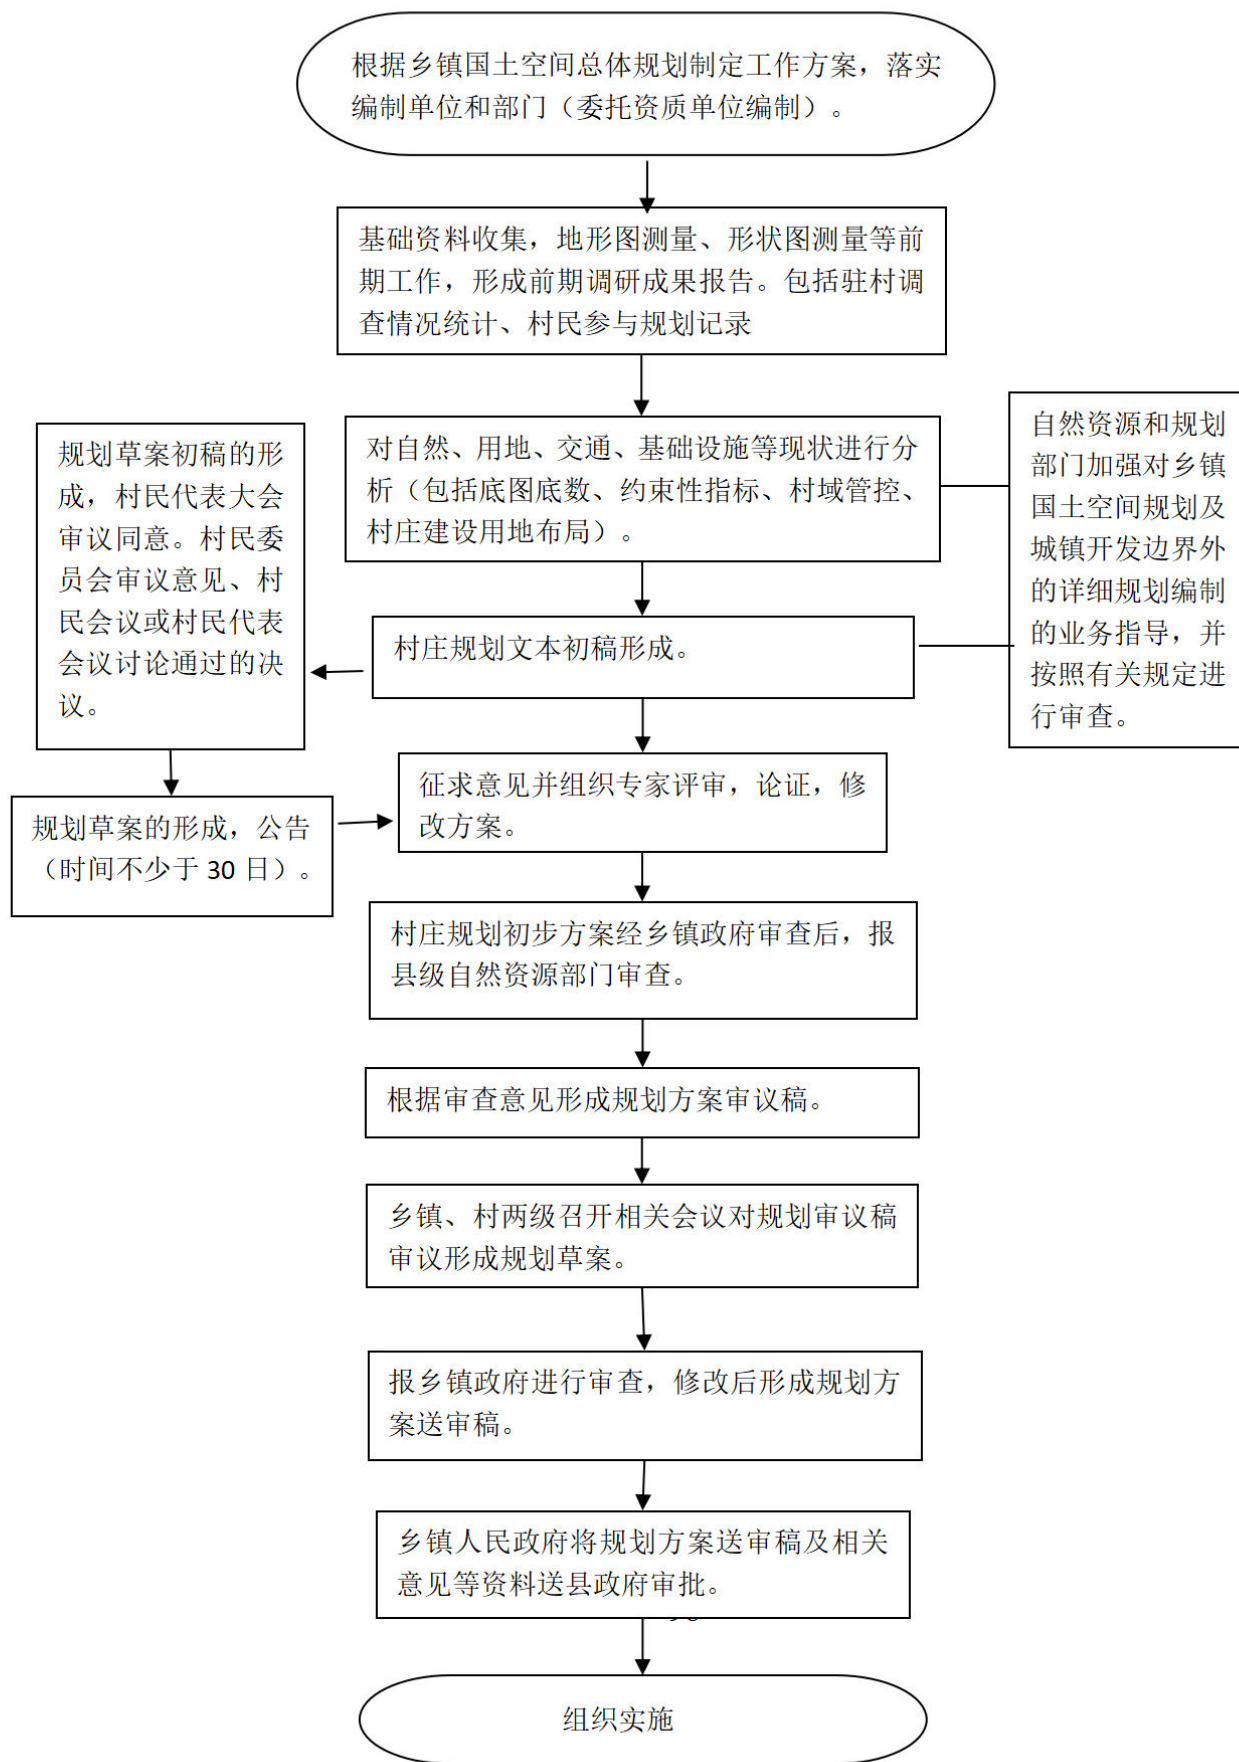 根据乡镇国土空间总体规划制定工作方案，落实
编制单位和部门（委托资质单位编制）。
基础资料收集，地形图测量、形状图测量等前
期工作，形成前期调研成果报告。包括驻村调
查情况统计、村民参与规划记录
对自然、用地、交通、基础设施等现状进行分
析（包括底图底数、约束性指标、村域管控、
村庄建设用地布局）。
自然资源和规划
部门加强对乡镇
国土空间规划及
城镇开发边界外
的详细规划编制
的业务指导，并
按照有关规定进
行审查。
村庄规划文本初稿形成。
规划草案初稿的形
成，村民代表大会
审议同意。村民委
员会审议意见、村
民会议或村民代表
会议讨论通过的决
议。
规划草案的形成，公告
（时间不少于 30 日）。
征求意见并组织专家评审，论证，修
改方案。
村庄规划初步方案经乡镇政府审查后，报
县级自然资源部门审查。
根据审查意见形成规划方案审议稿。
乡镇、村两级召开相关会议对规划审议稿
审议形成规划草案。
报乡镇政府进行审查，修改后形成规划方
案送审稿。
乡镇人民政府将规划方案送审稿及相关
意见等资料送县政府审批。
组织实施